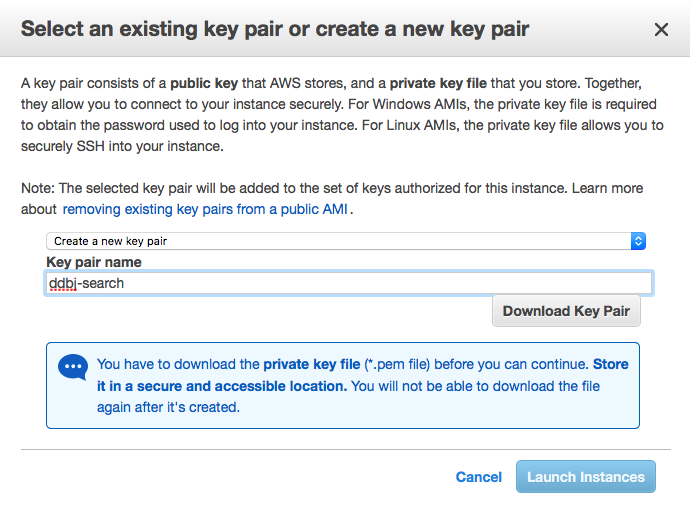 Select an existing key pair or create a new key pair
A key pair consists of a public key that AWS stores, and a private key file that you store. Together,
they allow you to connect to your instance securely. For Windows AMIs, the private key file is required
to obtain the password used to log into your instance. For Linux AMIs, the private key file allows you to
securely SSH into your instance.
Note: The selected key pair will be added to the set of keys authorized for this instance. Learn more
about removing existing key pairs from a public AMI .
Create a new key pair
Key pair name
ddbj-search
Download Key Pair
You have to download the private key file (*.pem file) before you can continue. Store
it in a secure and accessible location. You will not be able to download the file
again after it's created.
Cancel
Launch Instances